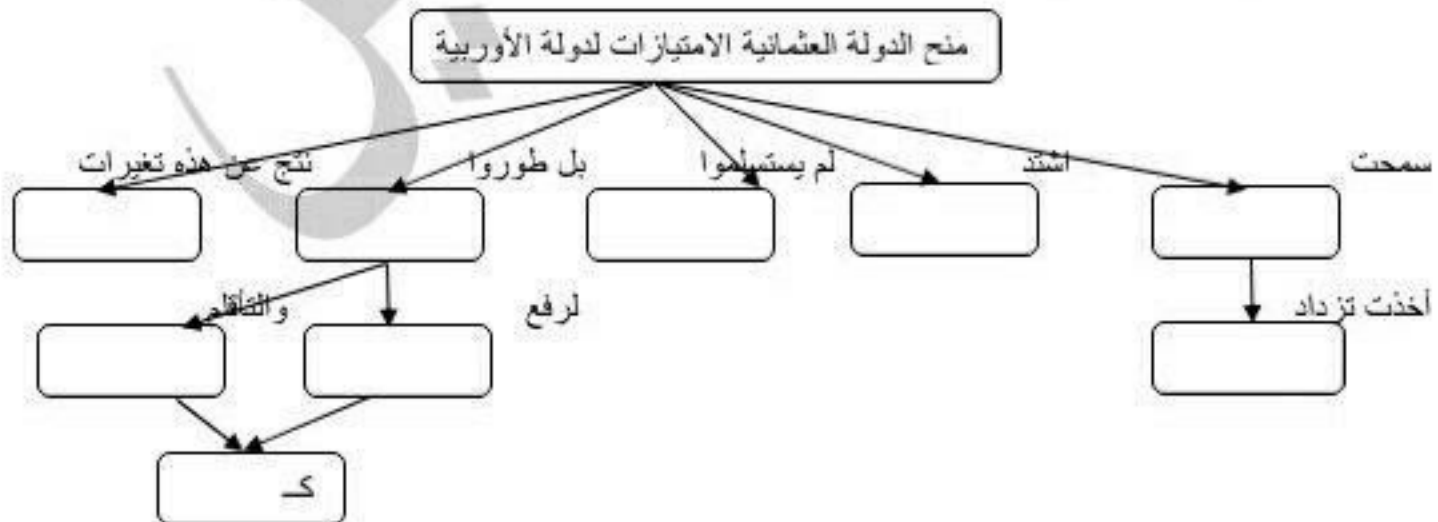 منح الدولة العثمانية الامتيازات لدولة الأوربية
سمحت اشتد لم يستسلموا بل طوروا نتج عن هذه تغيرات
أخذت تزداد لرفع والتأقلم
كـ